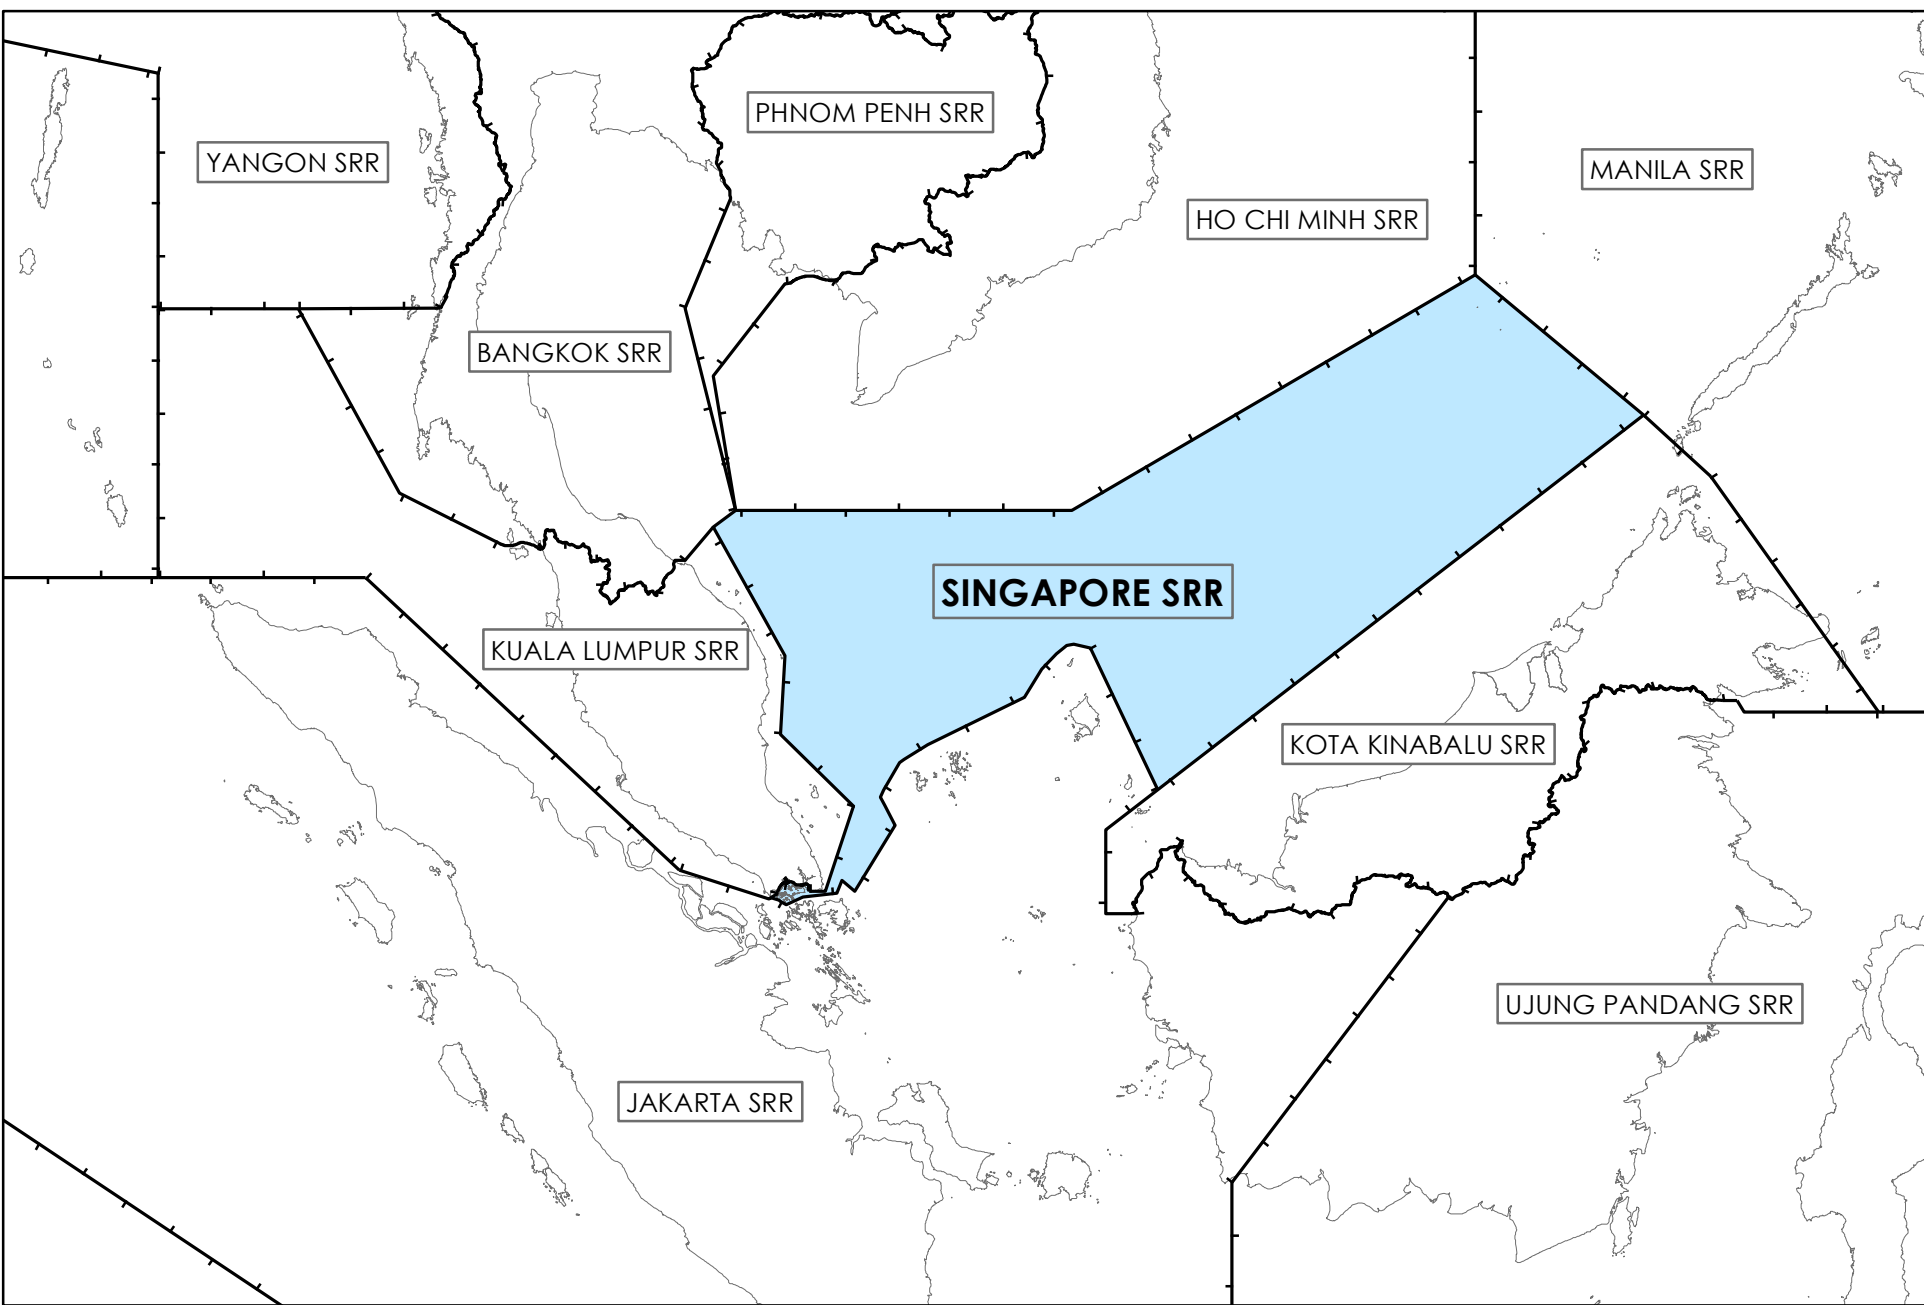 PHNOM PENH SRR
YANGON SRR
MANILA SRR
HO CHI MINH SRR
BANGKOK SRR
SINGAPORE SRR
KUALA LUMPUR SRR
KOTA KINABALU SRR
UJUNG PANDANG SRR
JAKARTA SRR